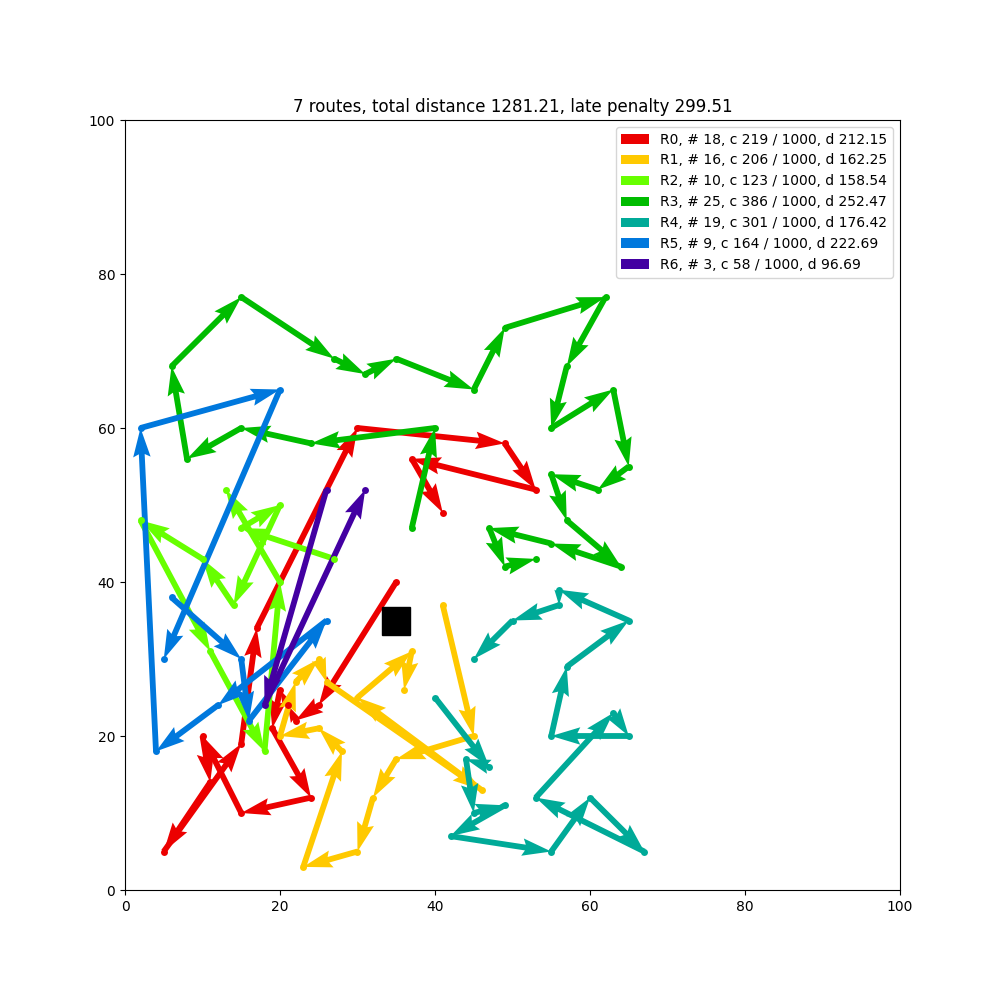 7 routes, total distance 1281.21, late penalty 299.51
R0, # 18, c 219 / 1000, d 212.15
R1, # 16, c 206 / 1000, d 162.25
R2, # 10, c 123 / 1000, d 158.54
R3, # 25, c 386 / 1000, d 252.47
R4, # 19, c 301 / 1000, d 176.42
R5, # 9, c 164 / 1000, d 222.69
R6, # 3, c 58 / 1000, d 96.69
100
80
60
40
20
0
0 20 40 60 80 100